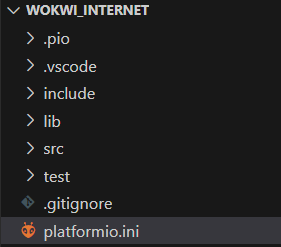 WOKWI_INTERNET
.pio
.vscode
include
lib
src
test
.gitignore
platformio.ini